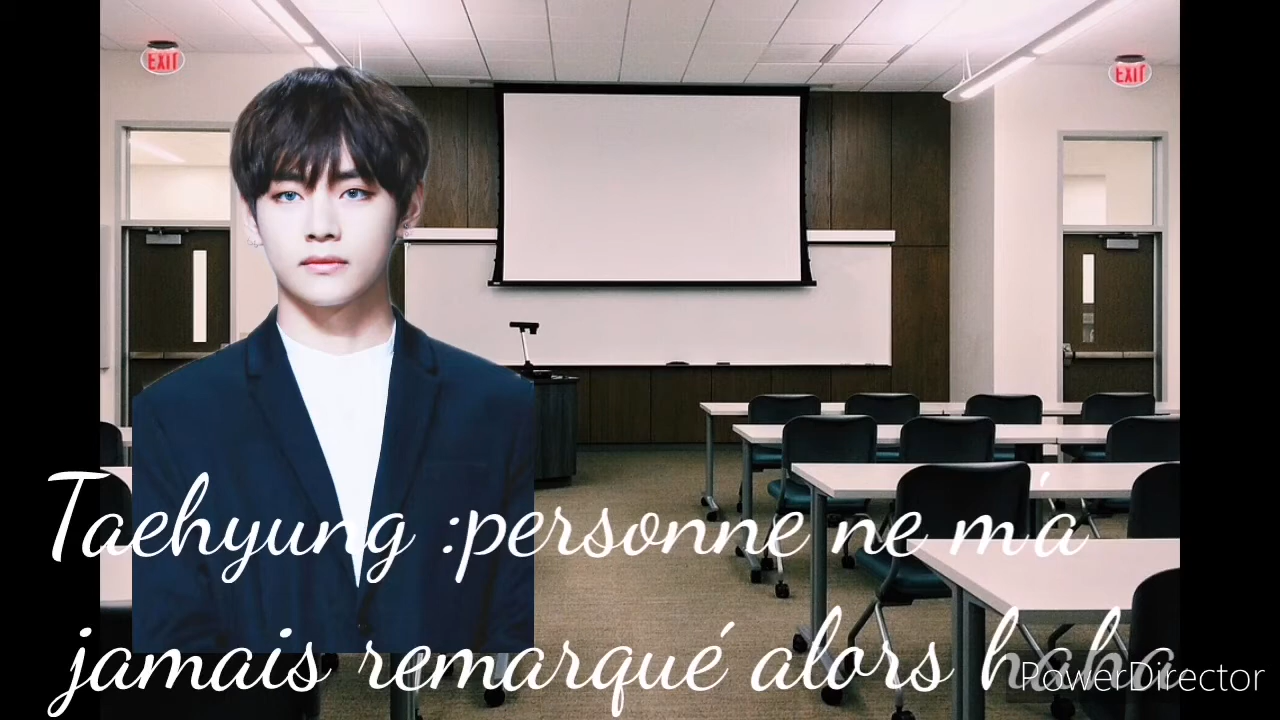 EXIT
EXIT
Taehyung :personne ne m'a
jamais remarqué alors haha
PowerDirector